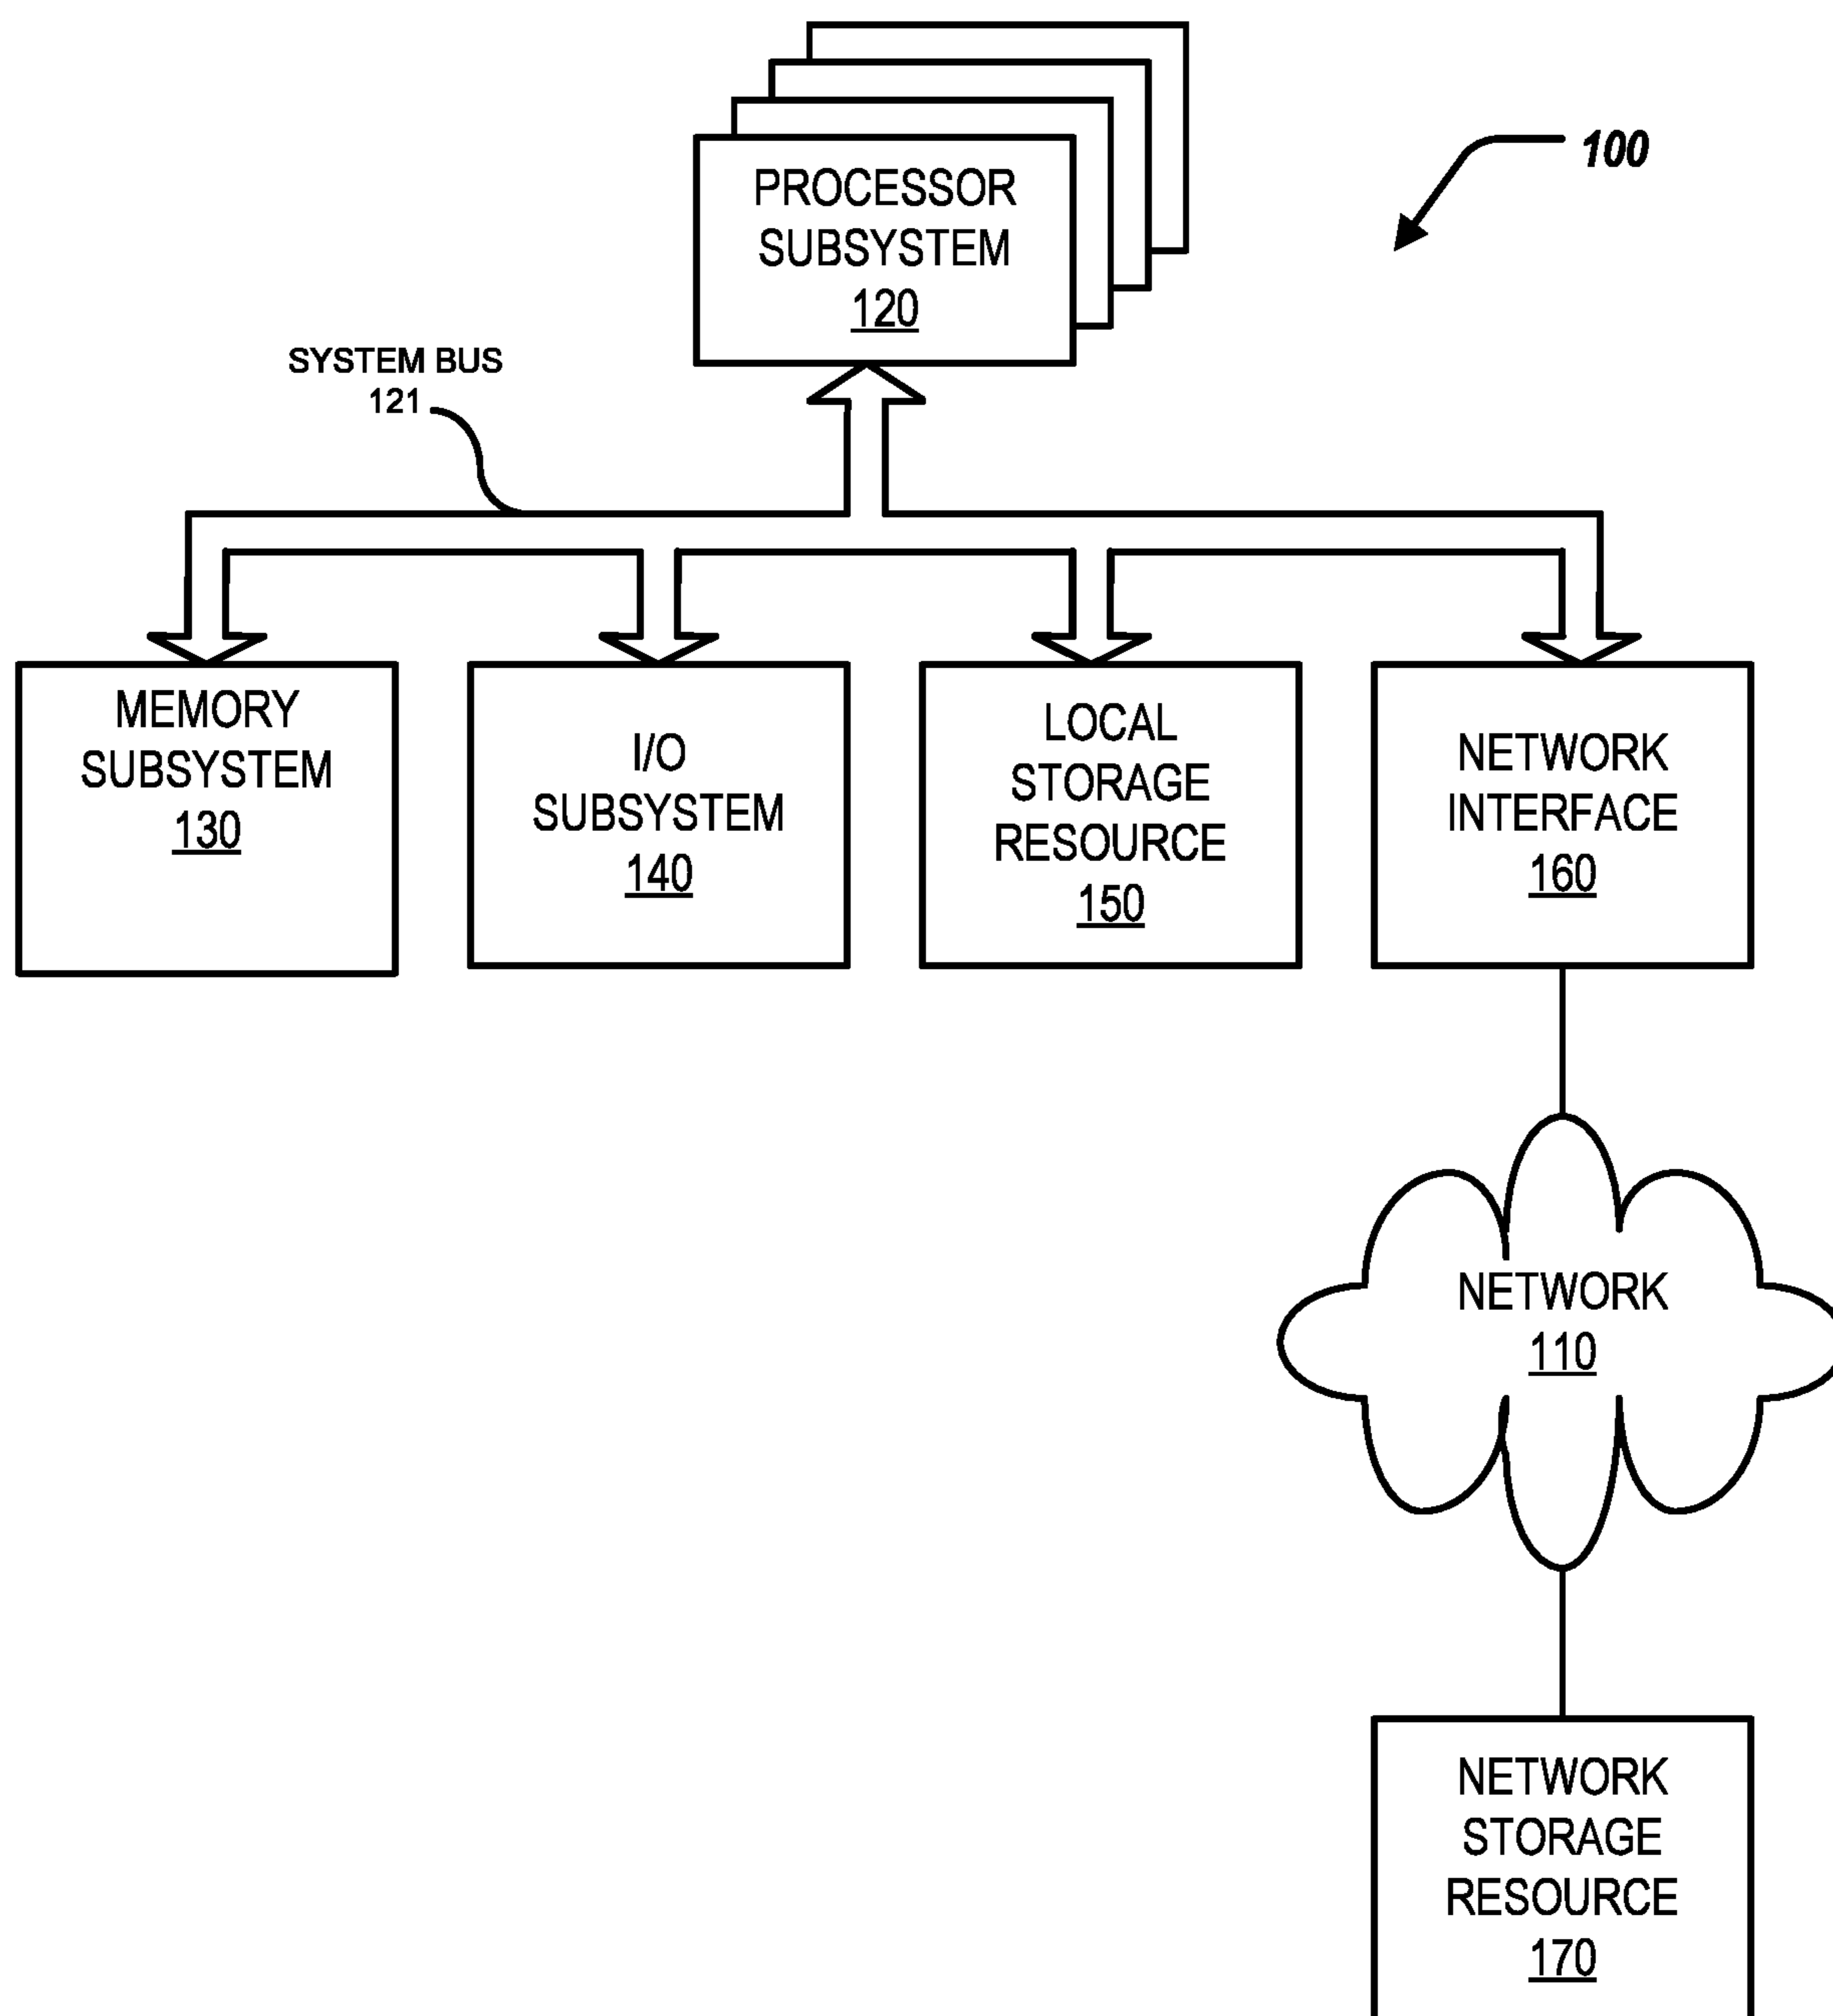 PROCESSOR
SUBSYSTEM
120
100
SYSTEM BUS
121
MEMORY
SUBSYSTEM
130
I/O
SUBSYSTEM
140
LOCAL
STORAGE
RESOURCE
150
NETWORK
INTERFACE
160
NETWORK
110
NETWORK
STORAGE
RESOURCE
170